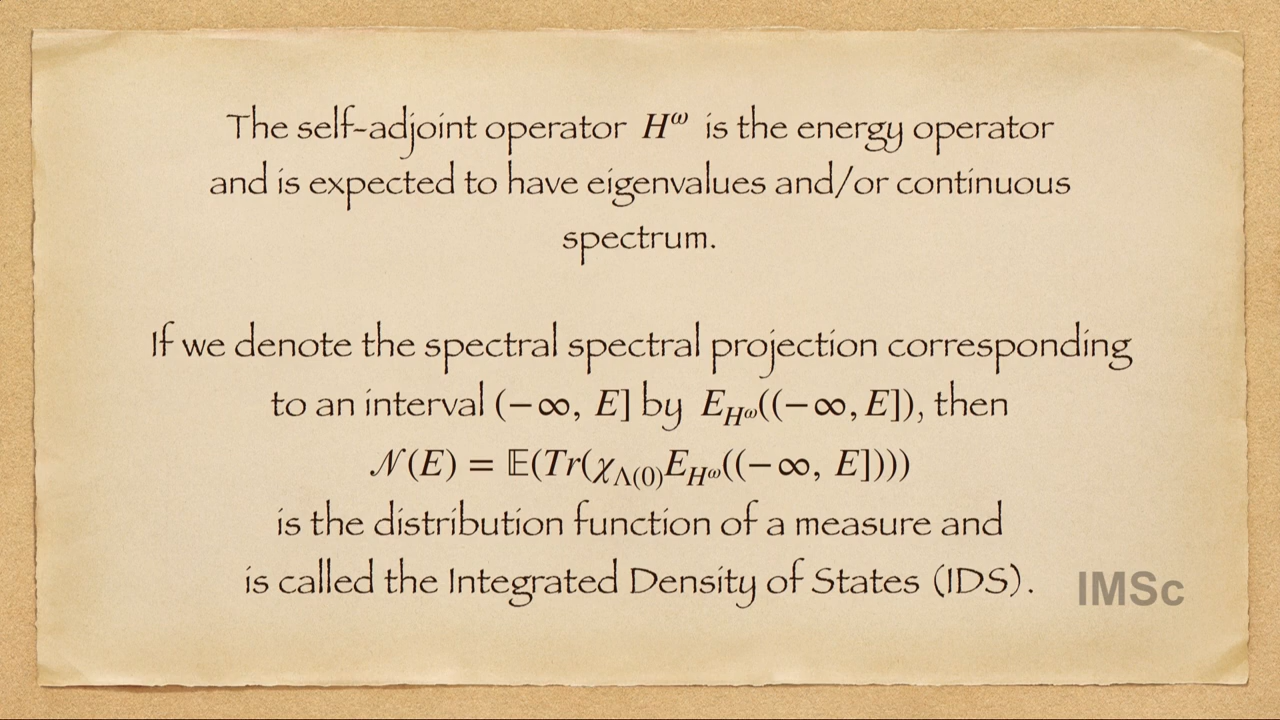 The self-adjoint operator H^ω is the energy operator
and is expected to have eigenvalues and/or continuous
spectrum.
If we denote the spectral spectral projection corresponding
to an interval (−∞, E] by E_{H^ω}((−∞, E]), then
𝒩(E) = 𝔼(Tr(χ_{Λ(0)}E_{H^ω}((−∞, E])))
is the distribution function of a measure and
is called the Integrated Density of States (IDS).
IMSc